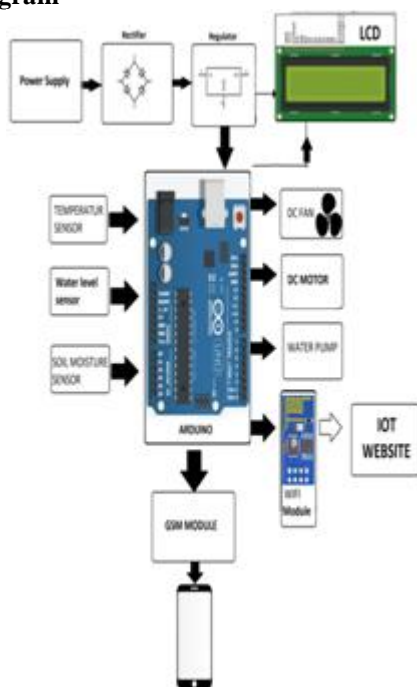 gram
Rectifier
Regulator
LCD
Power Supply
TEMPERATUR
SENSOR
DC FAN
Water level
sensor
DC MOTOR
SOIL MOISTURE
SENSOR
WATER PUMP
UNO
ARDUINO
WIFI
Module
IOT
WEBSITE
GSM MODULE